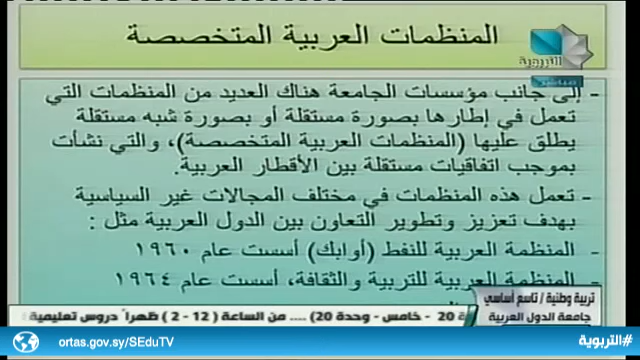 المنظمات العربية المتخصصة
التربوية
مباشر
- إلى جانب مؤسسات الجامعة هناك العديد من المنظمات التي
تعمل في إطارها بصورة مستقلة أو بصورة شبه مستقلة
يطلق عليها (المنظمات العربية المتخصصة)، والتي نشأت
بموجب اتفاقيات مستقلة بين الأقطار العربية.
- تعمل هذه المنظمات في مختلف المجالات غير السياسية
بهدف تعزيز وتطوير التعاون بين الدول العربية مثل :
- المنظمة العربية للنفط (أوابك) أسست عام ١٩٦٠
- المنظمة العربية للتربية والثقافة، أسست عام ١٩٦٤
تربية وطنية / تاسع أساسي
جامعة الدول العربية
20 - خامس - وحدة 20) .... من الساعة ( 12 - 2 ) ظهراً دروس تعليمية
#التربوية
ortas.gov.sy/SEduTV